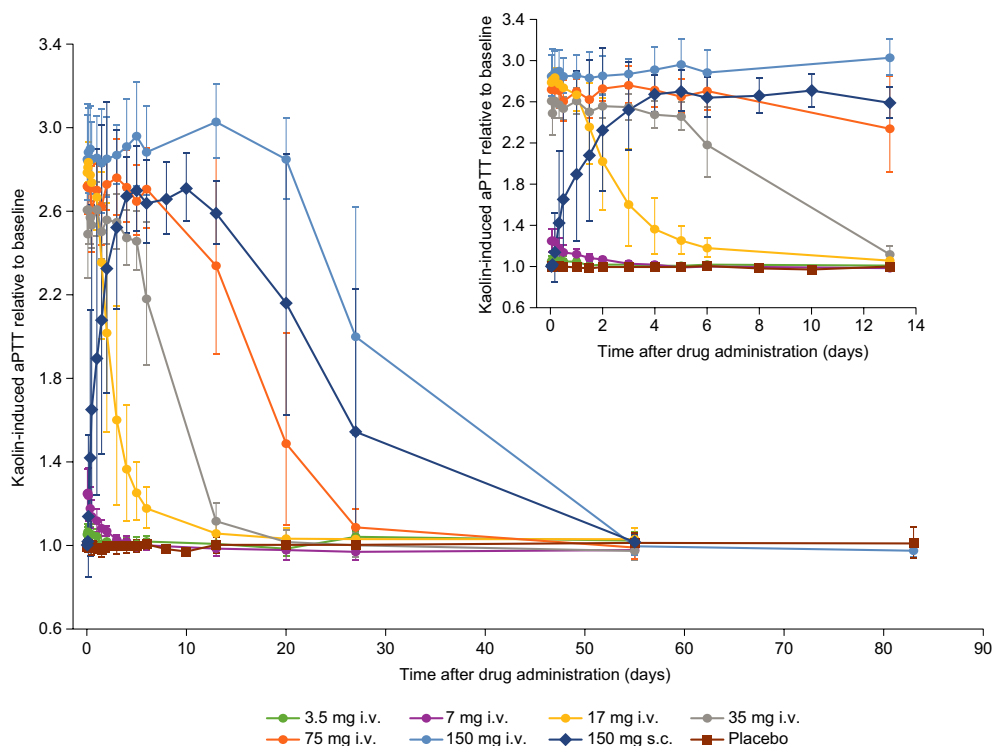 Kaolin-induced aPTT relative to baseline
3.4
3.0
2.6
2.2
1.8
1.4
1.0
0.6
0
10
20
30
40
50
60
70
80
90
Time after drug administration (days)
Kaolin-induced aPTT relative to baseline
3.4
3.0
2.6
2.2
1.8
1.4
1.0
0.6
0
2
4
6
8
10
12
14
Time after drug administration (days)
3.5 mg i.v.
7 mg i.v.
17 mg i.v.
35 mg i.v.
75 mg i.v.
150 mg i.v.
150 mg s.c.
Placebo